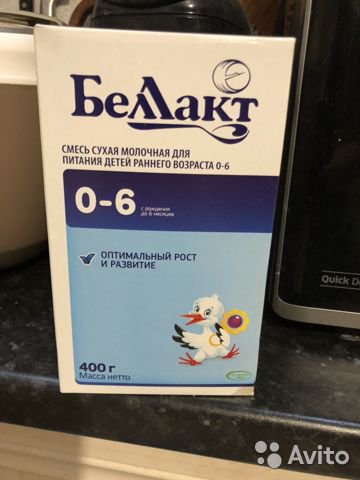 Беллакт
СМЕСЬ СУХАЯ МОЛОЧНАЯ ДЛЯ
ПИТАНИЯ ДЕТЕЙ РАННЕГО ВОЗРАСТА 0-6
0-6
с рождения
до 6 месяцев
ОПТИМАЛЬНЫЙ РОСТ
И РАЗВИТИЕ
400 г
Масса нетто
Quick D
Avito